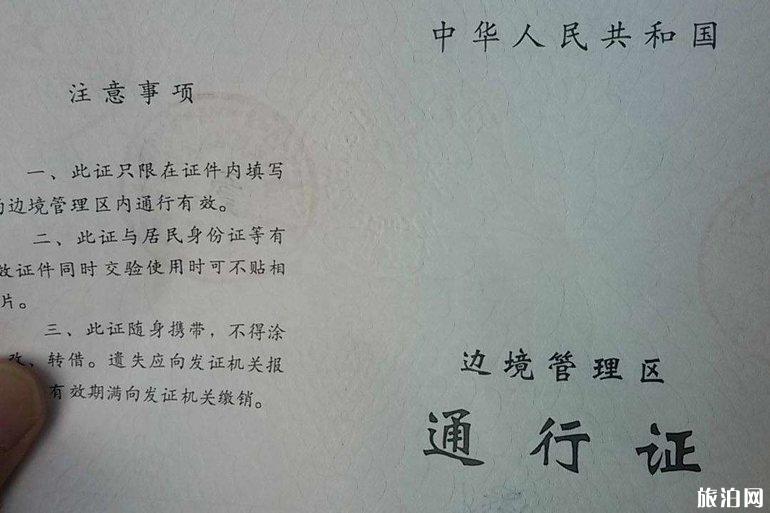 注意事项
一、此证只限在证件内填写
边境管理区内通行有效。
二、此证与居民身份证等有
效证件同时交验使用时可不贴相
片。
三、此证随身携带，不得涂
改、转借。遗失应向发证机关报
有效期满向发证机关缴销。
中华人民共和国
边境管理区
通行证
旅泊网